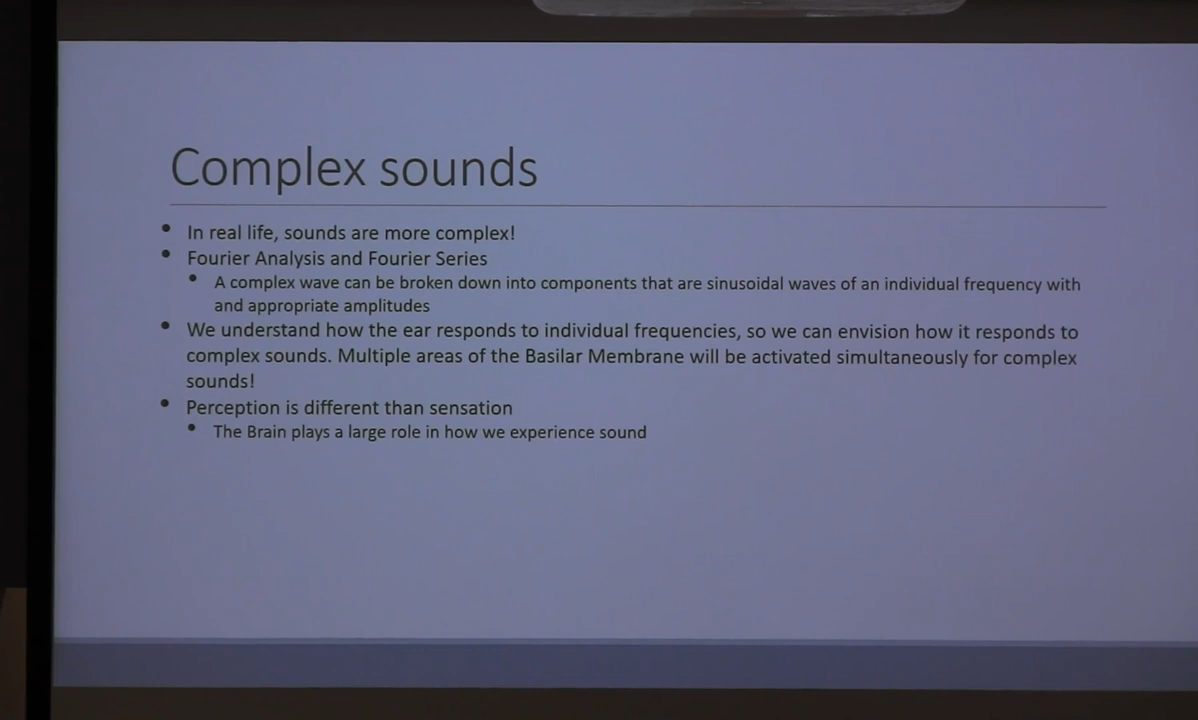 Complex sounds
• In real life, sounds are more complex!
• Fourier Analysis and Fourier Series
• A complex wave can be broken down into components that are sinusoidal waves of an individual frequency with
and appropriate amplitudes
• We understand how the ear responds to individual frequencies, so we can envision how it responds to
complex sounds. Multiple areas of the Basilar Membrane will be activated simultaneously for complex
sounds!
• Perception is different than sensation
• The Brain plays a large role in how we experience sound